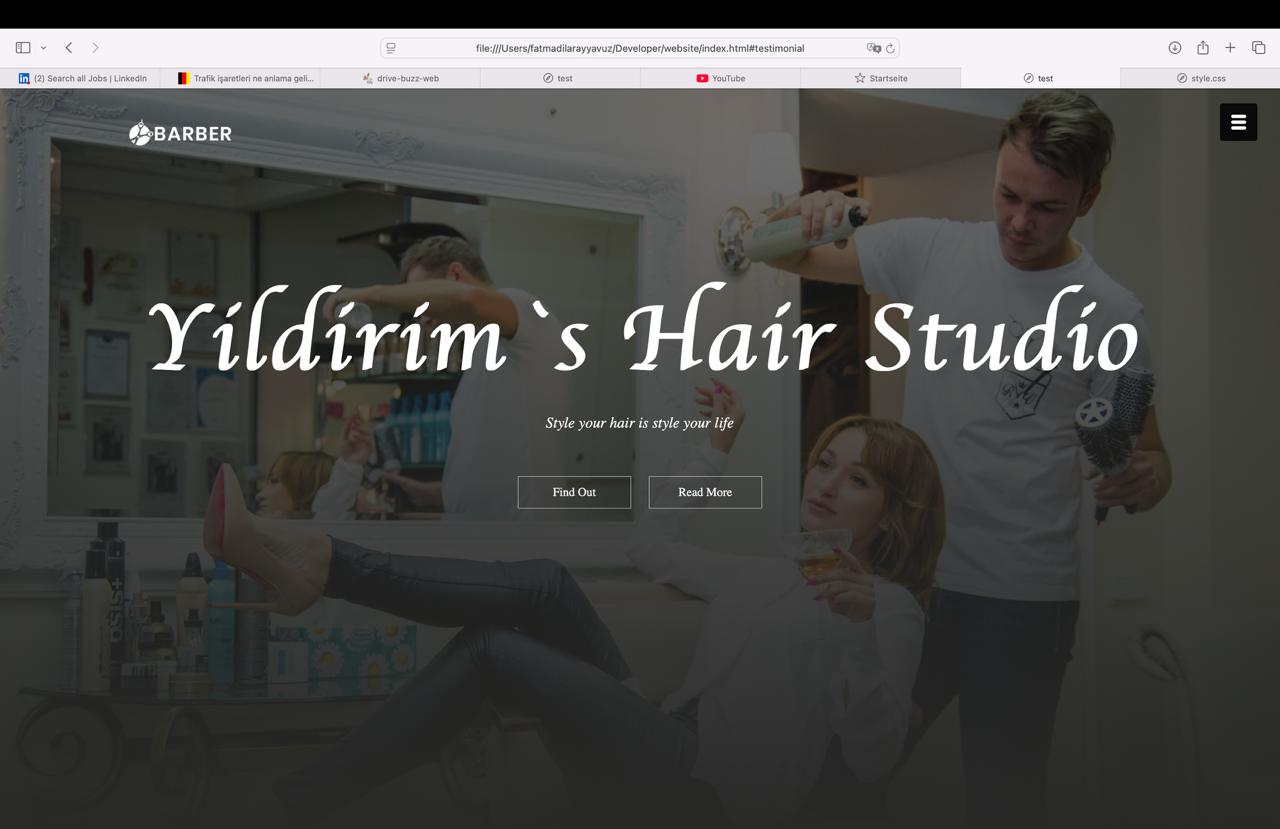 file:///Users/fatmadilarayyavuz/Developer/website/index.html#testimonial
(2) Search all Jobs | LinkedIn
Trafik işaretleri ne anlama geli...
drive-buzz-web
test
YouTube
Startseite
test
style.css
BARBER
Yildirim`s Hair Studio
Style your hair is style your life
Find Out
Read More
OSiS+